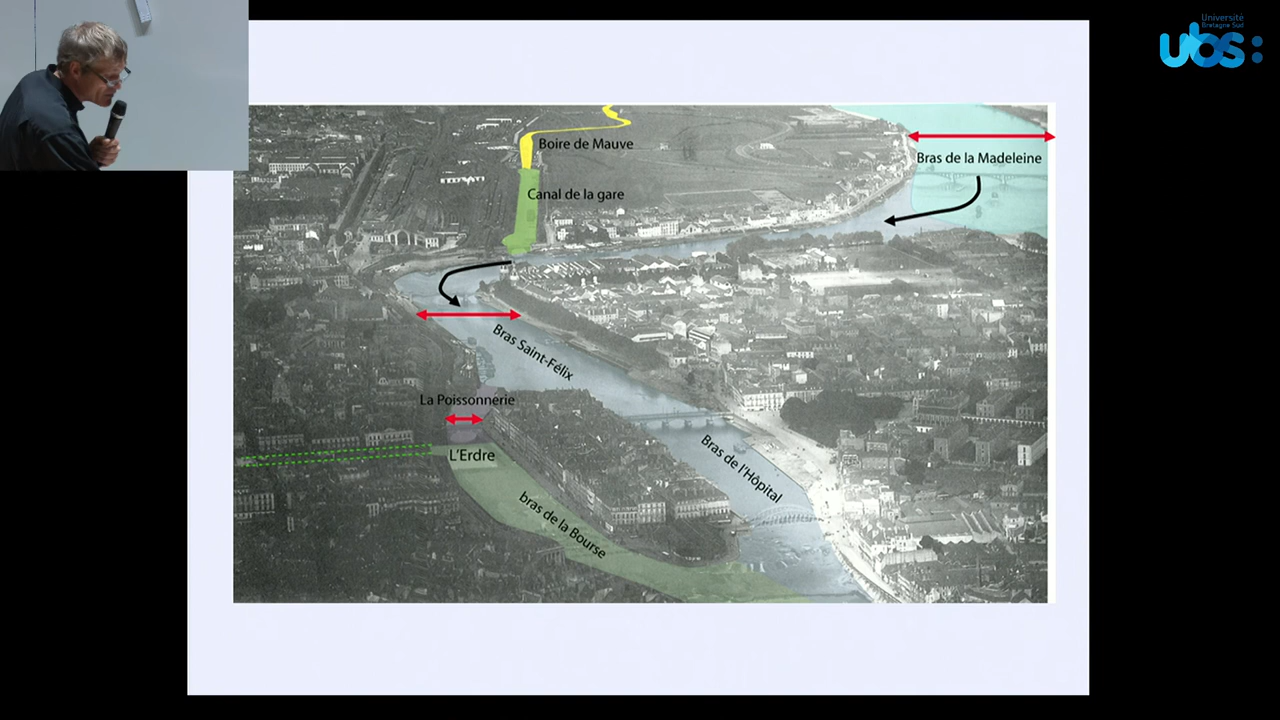 Université
Bretagne Sud
ubs:
Boire de Mauve
Bras de la Madeleine
Canal de la gare
Bras Saint-Félix
La Poissonnerie
L'Erdre
Bras de l'Hôpital
bras de la Bourse